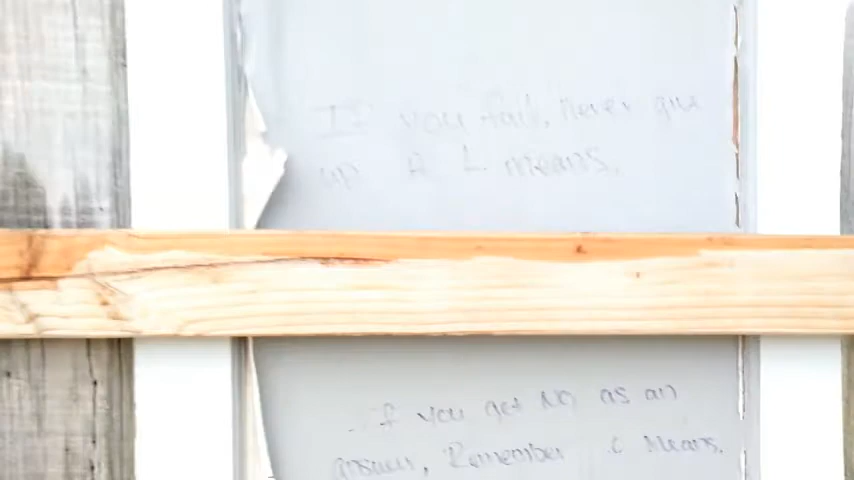 If you fail, never give
up A L means.
If you get No as an
answer, Remember  means.